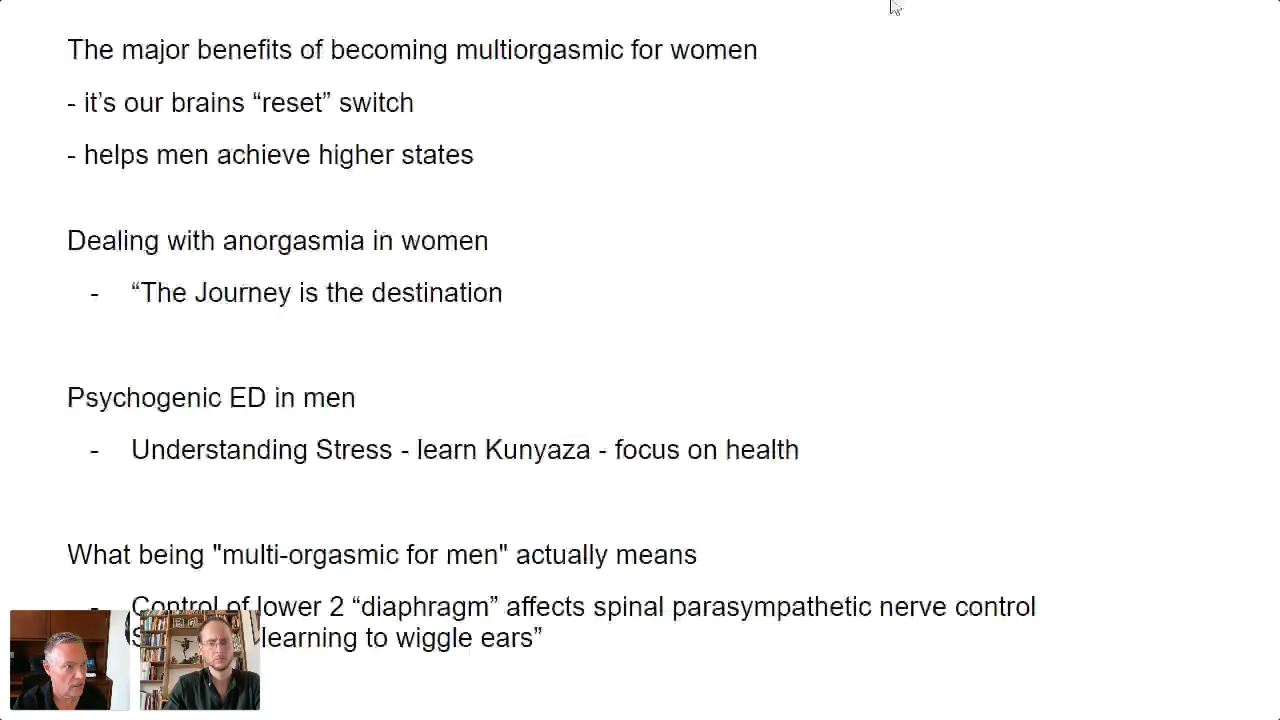 The major benefits of becoming multiorgasmic for women
- it’s our brains “reset” switch
- helps men achieve higher states
Dealing with anorgasmia in women
- “The Journey is the destination
Psychogenic ED in men
- Understanding Stress - learn Kunyaza - focus on health
What being "multi-orgasmic for men" actually means
- Control of lower 2 “diaphragm” affects spinal parasympathetic nerve control
learning to wiggle ears”